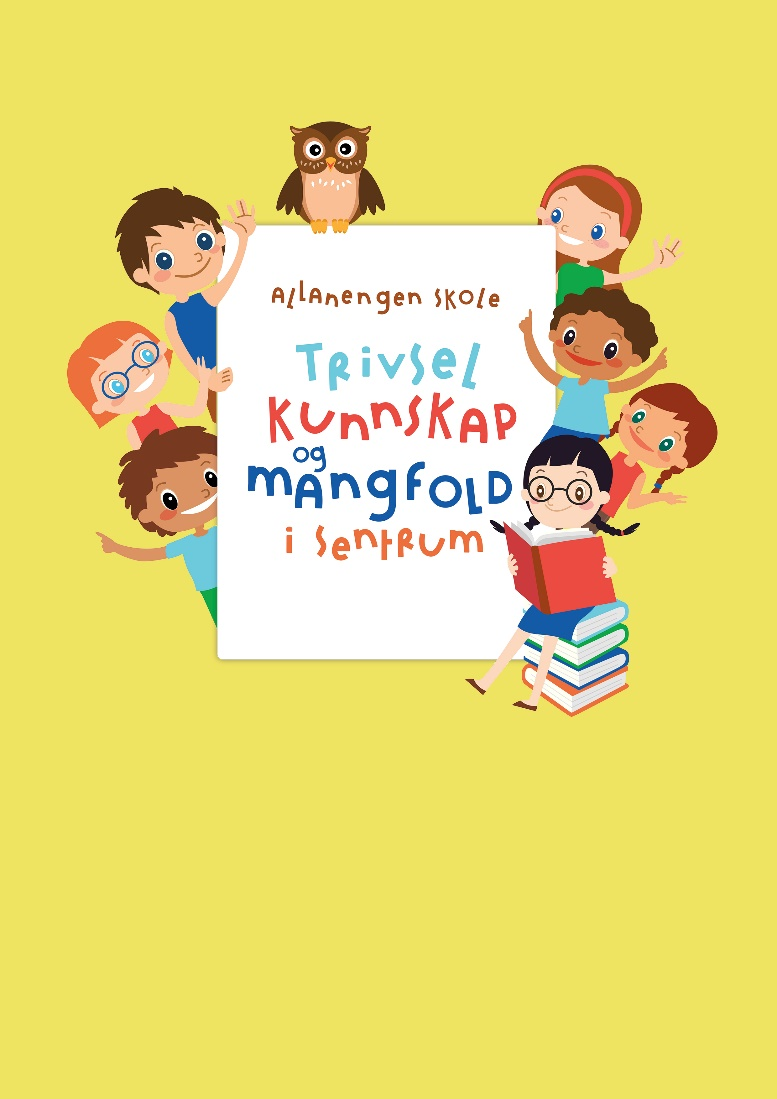 ALLANENGEN SKOLE
TRIVSEL
KUNNSKAP
og
MANGFOLD
i SENTRUM